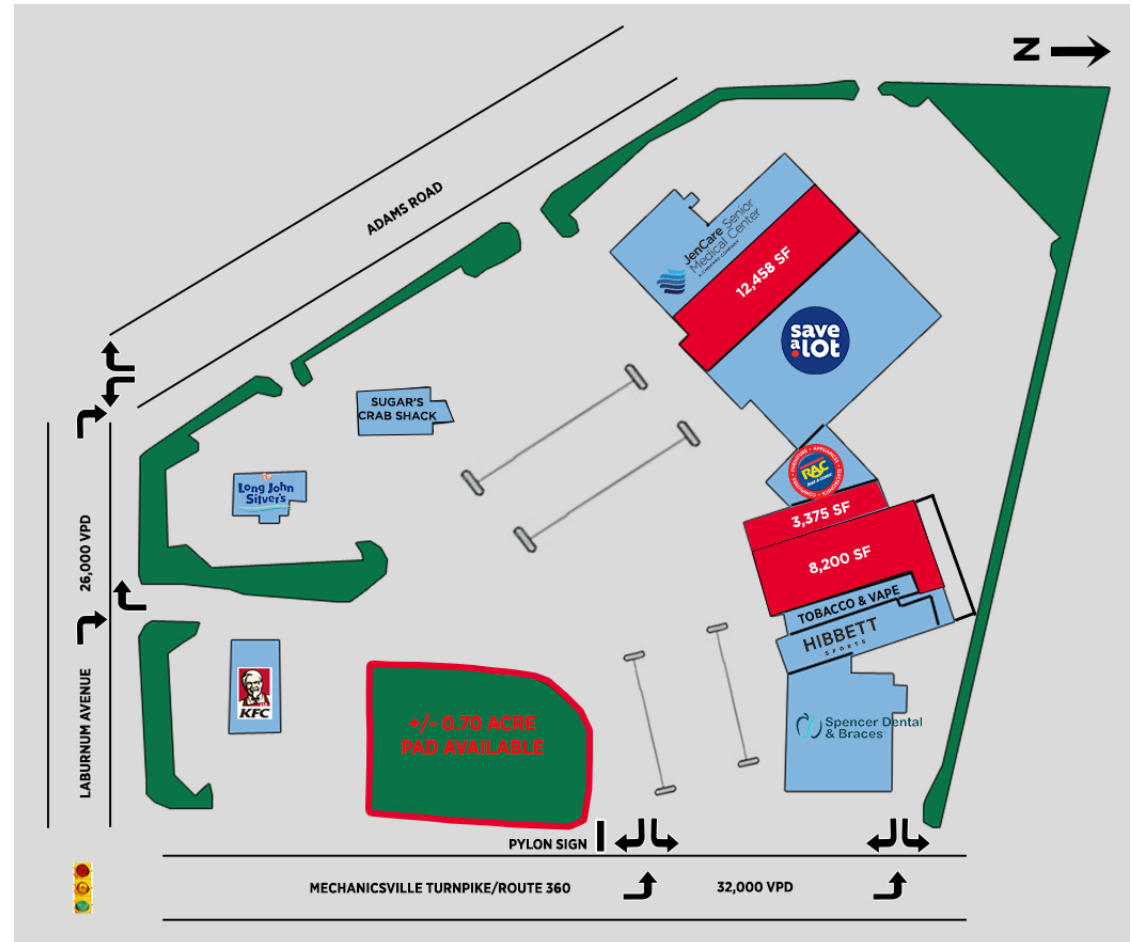 N
ADAMS ROAD
JenCare Senior
Medical Center
12,458 SF
save
a
LOT
SUGAR'S
CRAB SHACK
RAC
Long John
Silver's
3,375 SF
8,200 SF
TOBACCO & VAPE
HIBBETT
SPORTS
26,000 VPD
LABURNUM AVENUE
KFC
+/- 0.70 ACRE
PAD AVAILABLE
Spencer Dental
& Braces
PYLON SIGN
MECHANICSVILLE TURNPIKE/ROUTE 360
32,000 VPD